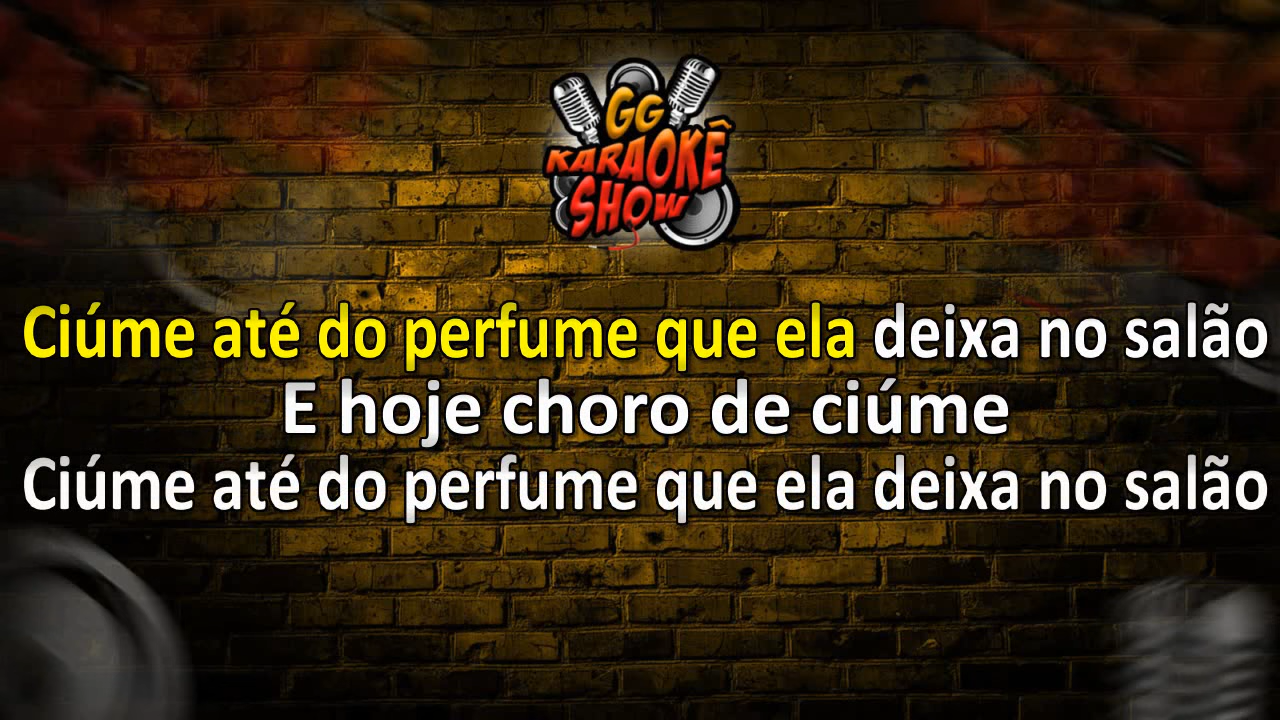 GG
KARAOKÊ
SHOW
Ciúme até do perfume que ela deixa no salão
E hoje choro de ciúme
Ciúme até do perfume que ela deixa no salão